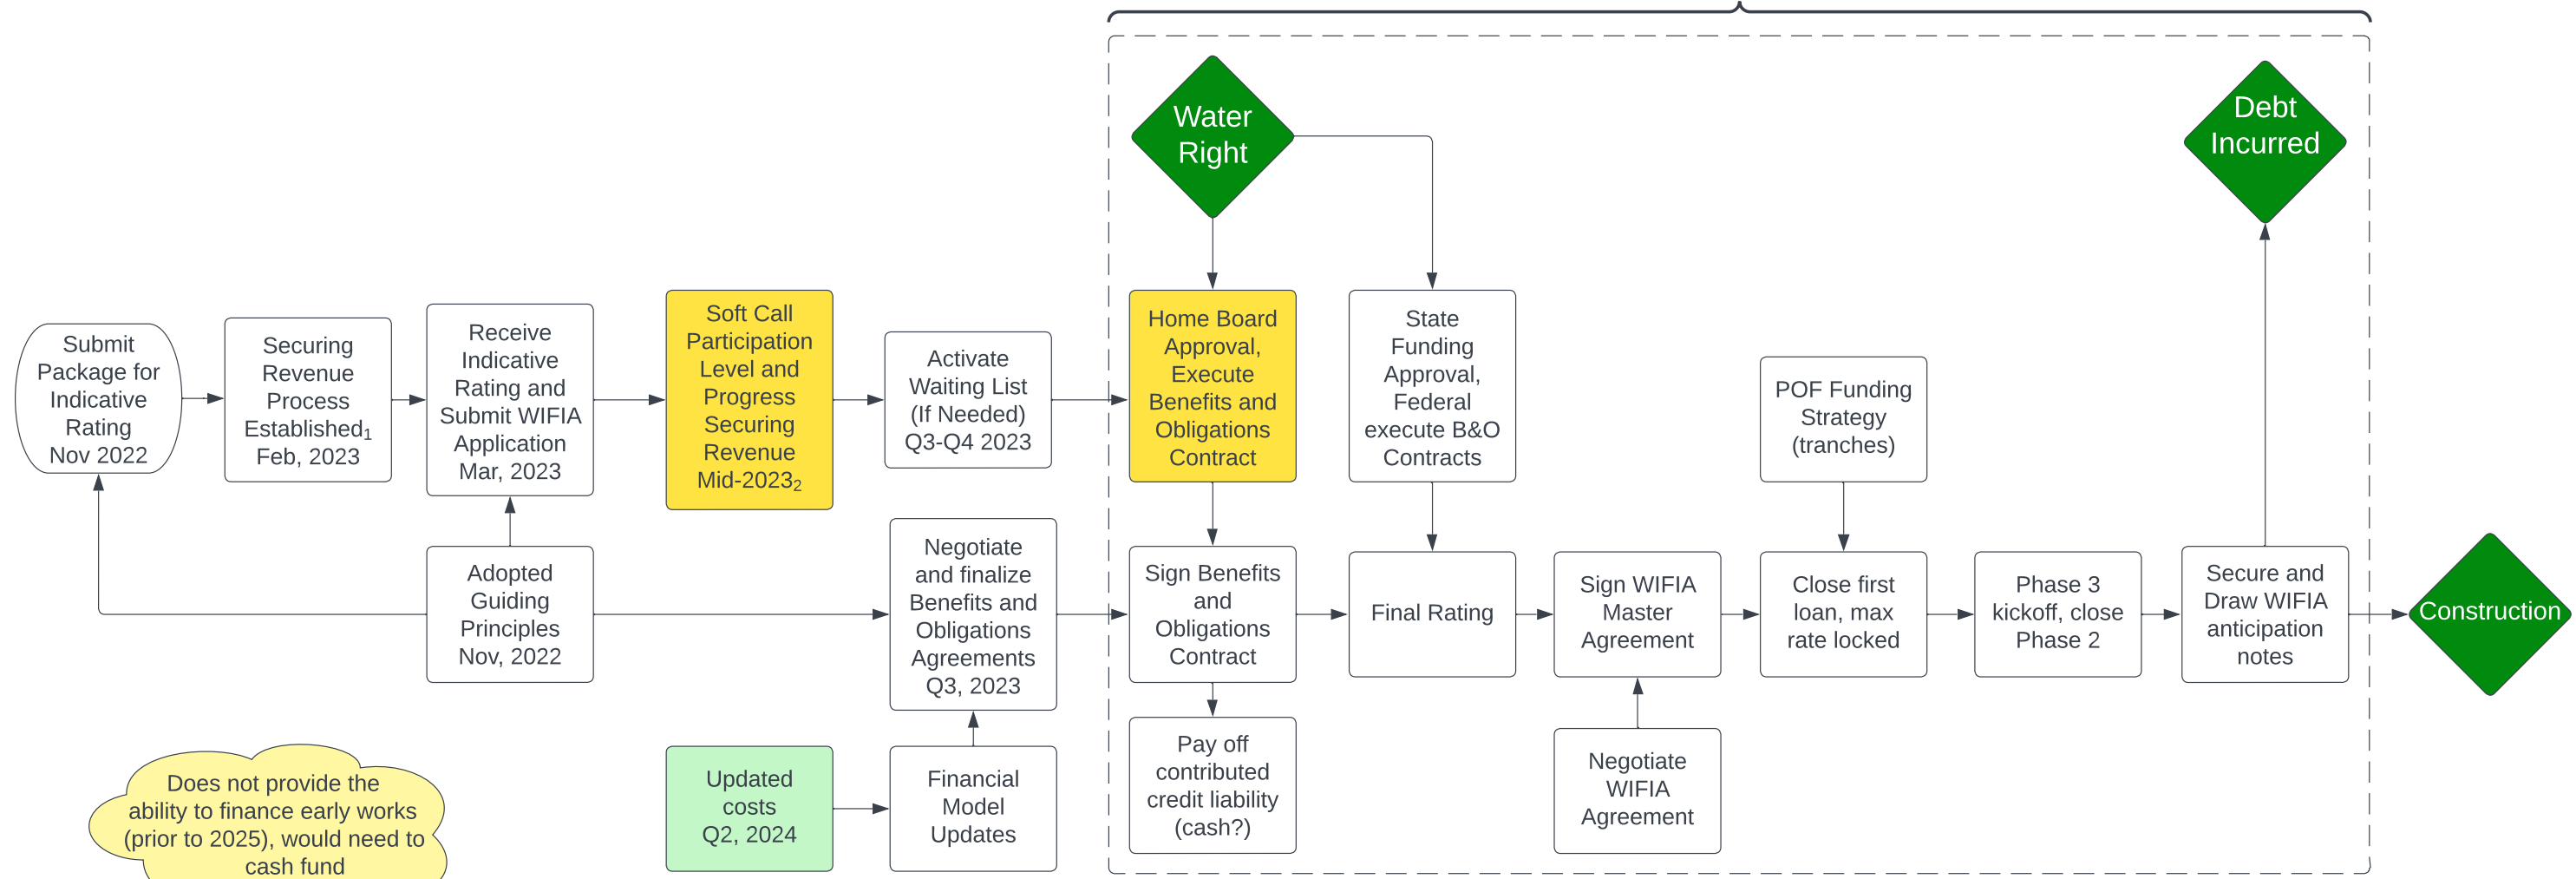 Water
Right
Debt
Incurred
Submit
Package for
Indicative
Rating
Nov 2022
Securing
Revenue
Process
Established1
Feb, 2023
Receive
Indicative
Rating and
Submit WIFIA
Application
Mar, 2023
Soft Call
Participation
Level and
Progress
Securing
Revenue
Mid-20232
Activate
Waiting List
(If Needed)
Q3-Q4 2023
Home Board
Approval,
Execute
Benefits and
Obligations
Contract
State
Funding
Approval,
Federal
execute B&O
Contracts
POF Funding
Strategy
(tranches)
Adopted
Guiding
Principles
Nov, 2022
Negotiate
and finalize
Benefits and
Obligations
Agreements
Q3, 2023
Sign Benefits
and
Obligations
Contract
Final Rating
Sign WIFIA
Master
Agreement
Close first
loan, max
rate locked
Phase 3
kickoff, close
Phase 2
Secure and
Draw WIFIA
anticipation
notes
Construction
Does not provide the
ability to finance early works
(prior to 2025), would need to
cash fund
Updated
costs
Q2, 2024
Financial
Model
Updates
Pay off
contributed
credit liability
(cash?)
Negotiate
WIFIA
Agreement